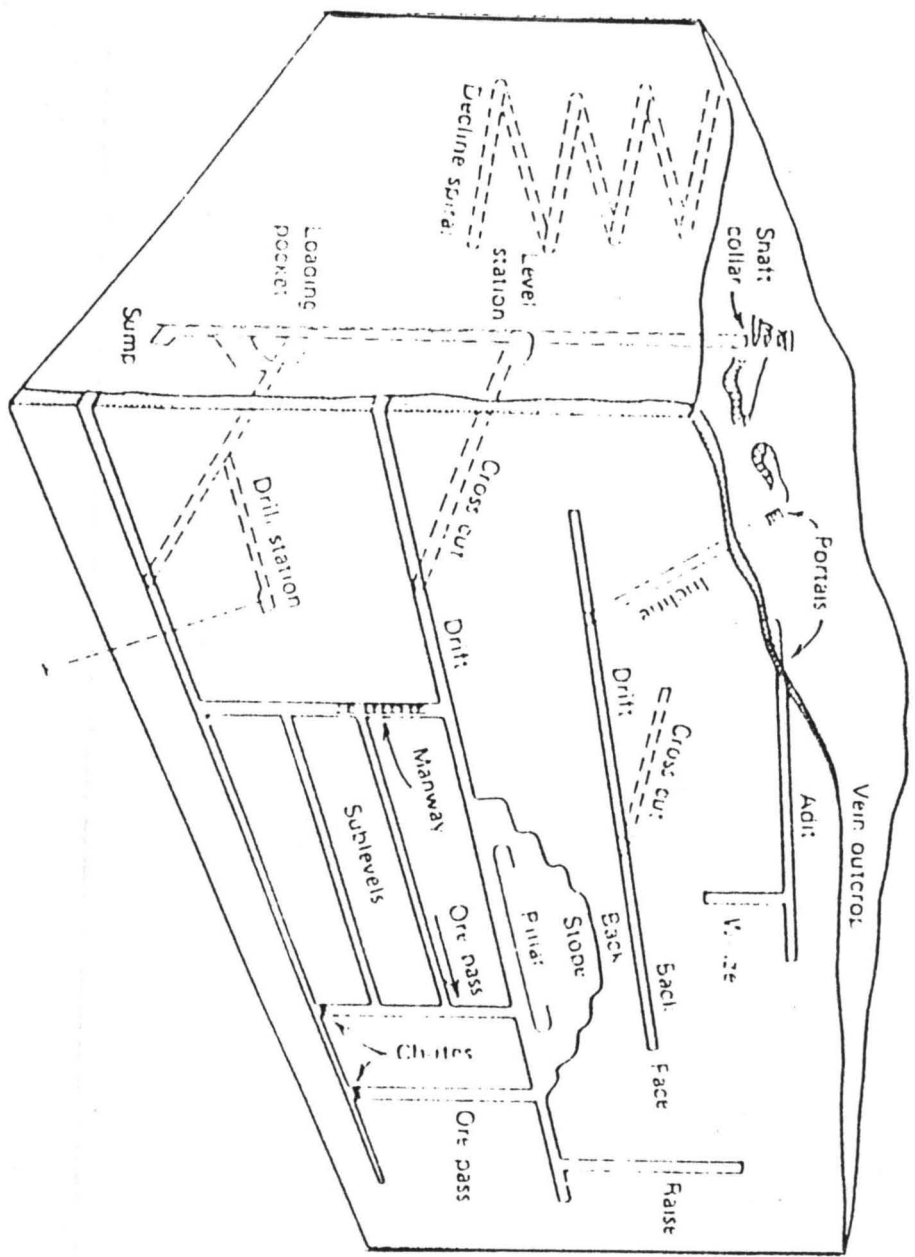 Vein outcrop
Shaft
collar
Portals
Adit
Winze
Incline
Cross cut
Drift
Back
Face
Raise
Decline spiral
Level
station
Cross cut
Drift
Back
Stope
Pillar
Manway
Ore pass
Sublevels
Chutes
Ore pass
Loading
pocket
Drill station
Sump